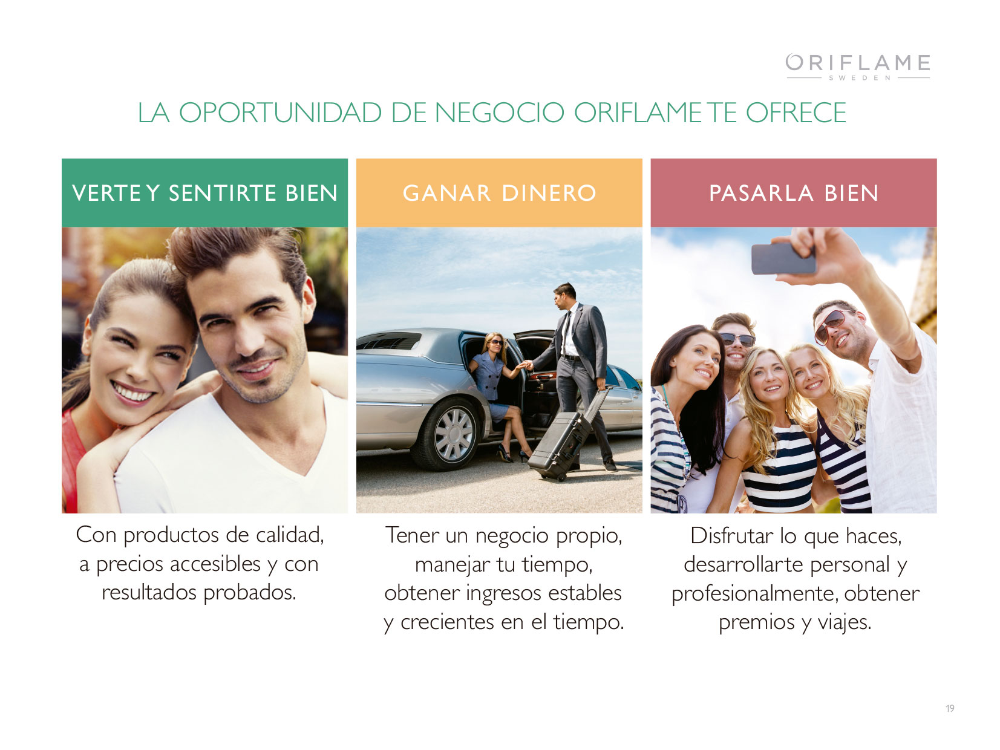 ORIFLAME
SWEDEN
LA OPORTUNIDAD DE NEGOCIO ORIFLAME TE OFRECE
VERTE Y SENTIRTE BIEN
Con productos de calidad,
a precios accesibles y con
resultados probados.
GANAR DINERO
Tener un negocio propio,
manejar tu tiempo,
obtener ingresos estables
y crecientes en el tiempo.
PASARLA BIEN
Disfrutar lo que haces,
desarrollarte personal y
profesionalmente, obtener
premios y viajes.
19